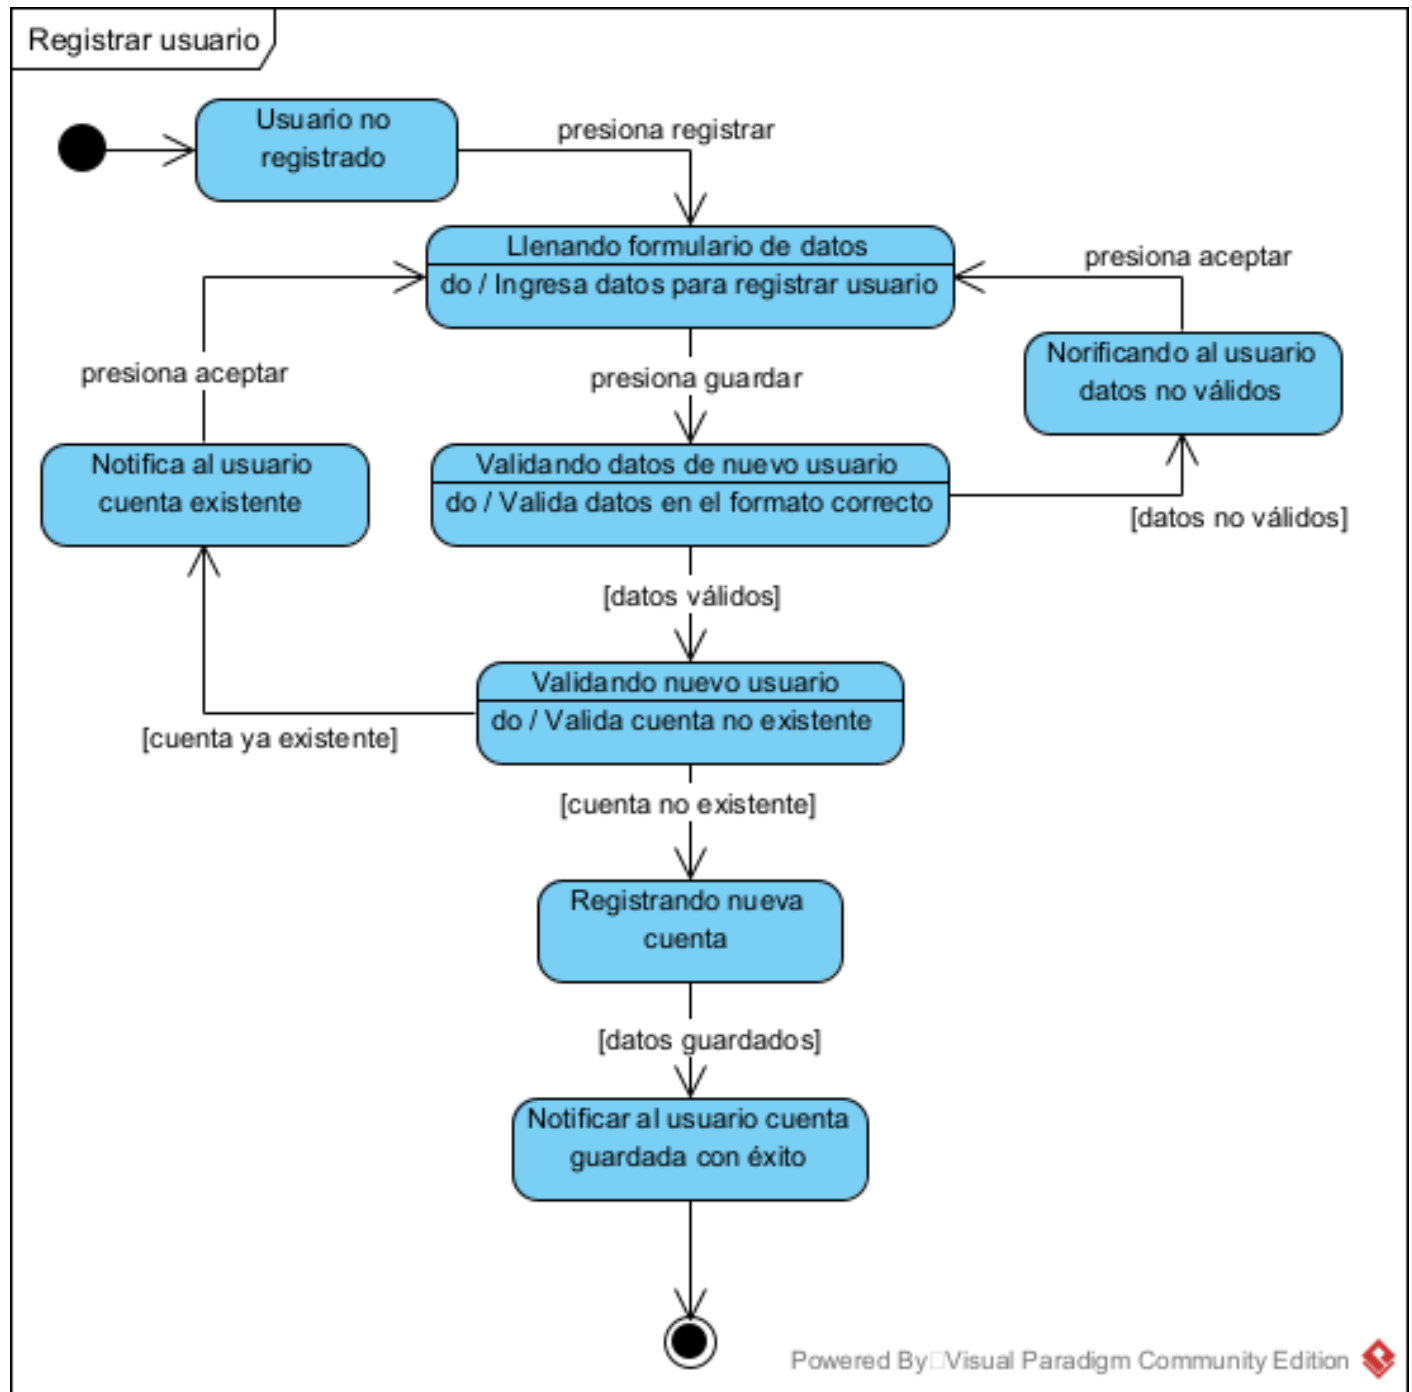 Registrar usuario
Usuario no
registrado
presiona registrar
Llenando formulario de datos
do / Ingresa datos para registrar usuario
presiona aceptar
Norificando al usuario
datos no válidos
presiona aceptar
presiona guardar
Notifica al usuario
cuenta existente
Validando datos de nuevo usuario
do / Valida datos en el formato correcto
[datos no válidos]
[datos válidos]
Validando nuevo usuario
do / Valida cuenta no existente
[cuenta ya existente]
[cuenta no existente]
Registrando nueva
cuenta
[datos guardados]
Notificar al usuario cuenta
guardada con éxito
Powered By Visual Paradigm Community Edition